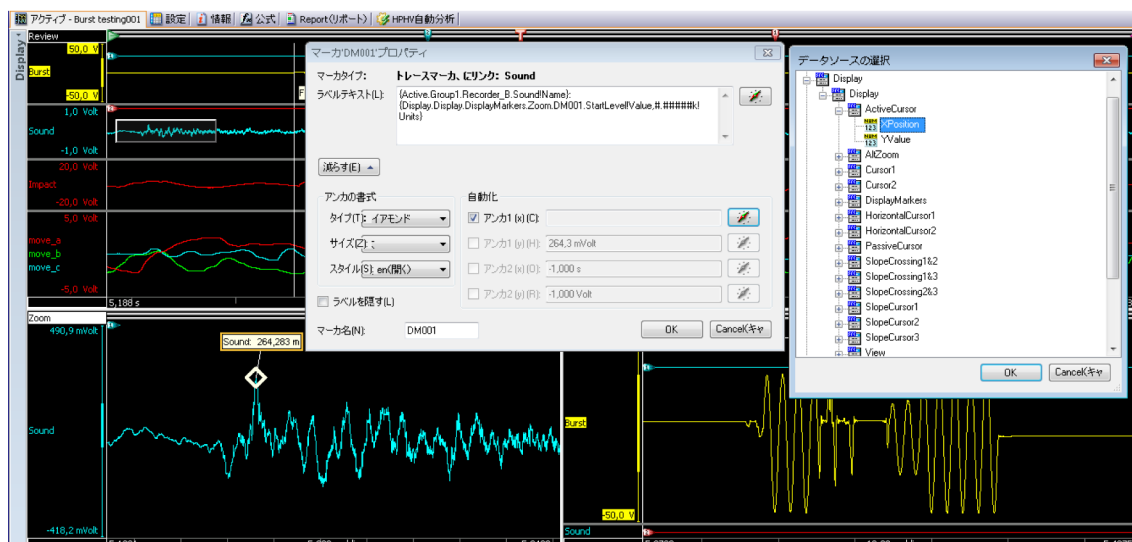 アクティブ - Burst testing001 設定 情報 公式 Report(リポート) HPHV自動分析
Display
Review
50,0 V
Burst
-50,0 V
1,0 Volt
Sound
-1,0 Volt
20,0 Volt
Impact
-20,0 Volt
5,0 Volt
move_a
move_b
move_c
-5,0 Volt
5,188 s
マーカ'DM001'プロパティ
マーカタイプ: トレースマーカ、にリンク: Sound
ラベルテキスト(L): {Active.Group1.Recorder_B.Sound!Name}:
{Display.Display.DisplayMarkers.Zoom.DM001.StartLevel!Value,#.#####k!
Units}
減らす(E)
アンカの書式
タイプ(T): イアモンド
サイズ(Z):
スタイル(S): en(開く)
ラベルを隠す(L)
自動化
アンカ1 (x) (C):
アンカ1 (y) (H): 264,3 mVolt
アンカ2 (x) (O): -1,000 s
アンカ2 (y) (R): -1,000 Volt
マーカ名(N): DM001
OK Cancel(キャ
データソースの選択
Display
Display
ActiveCursor
XPosition
YValue
AltZoom
Cursor1
Cursor2
DisplayMarkers
HorizontalCursor1
HorizontalCursor2
PassiveCursor
SlopeCrossing1&2
SlopeCrossing1&3
SlopeCrossing2&3
SlopeCursor1
SlopeCursor2
SlopeCursor3
View
OK Cancel(キャ
Zoom
490,9 mVolt
Sound: 264,283 m
Sound
-418,2 mVolt
Burst
-50,0 V
Sound